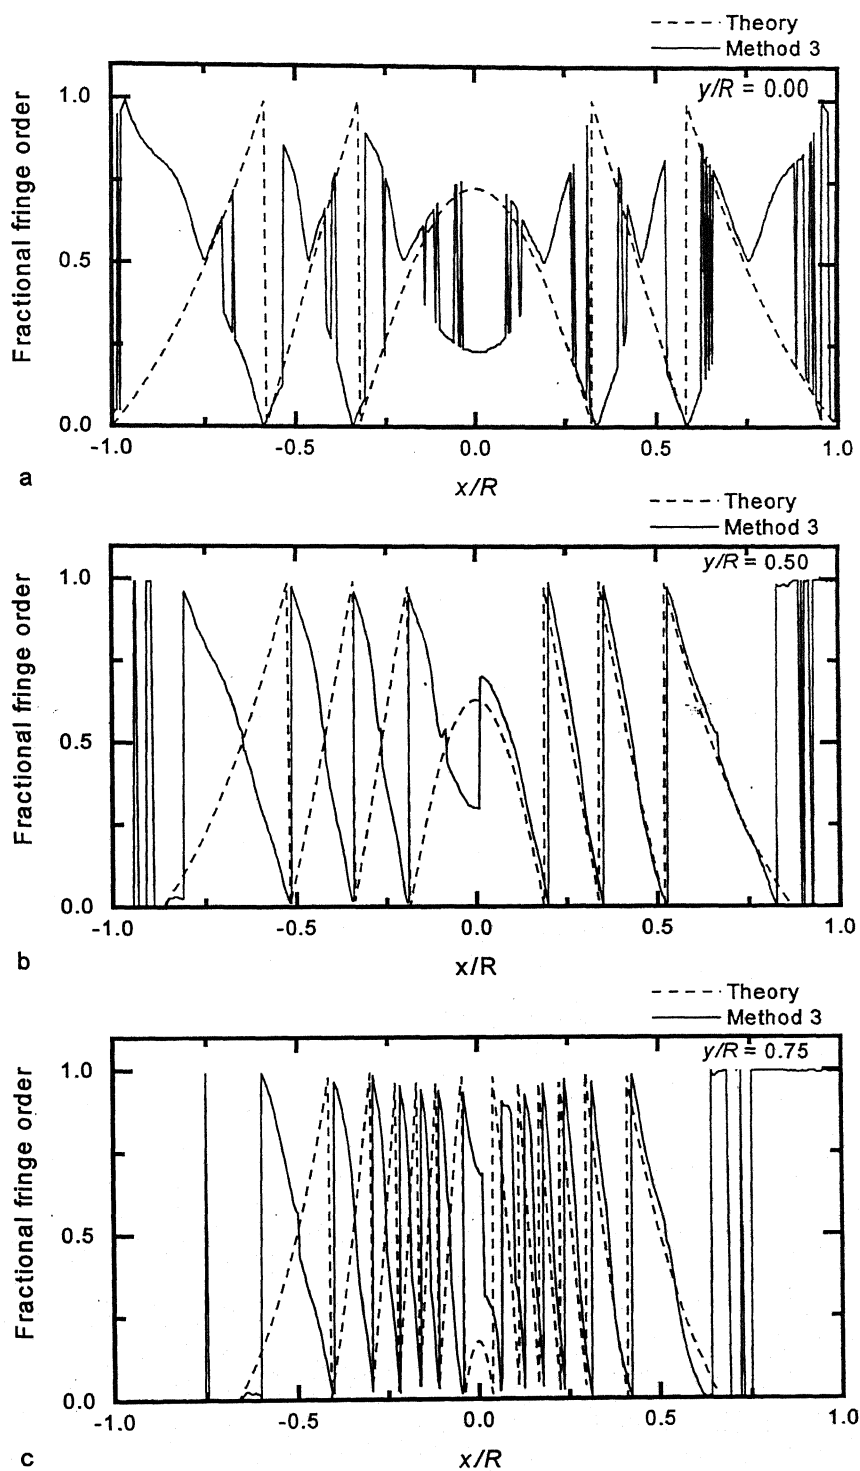 Theory
Method 3
y/R = 0.00
Fractional fringe order
1.0
0.5
0.0
-1.0 -0.5 0.0 0.5 1.0
x/R
a
Theory
Method 3
y/R = 0.50
Fractional fringe order
1.0
0.5
0.0
-1.0 -0.5 0.0 0.5 1.0
x/R
b
Theory
Method 3
y/R = 0.75
Fractional fringe order
1.0
0.5
0.0
-1.0 -0.5 0.0 0.5 1.0
x/R
c